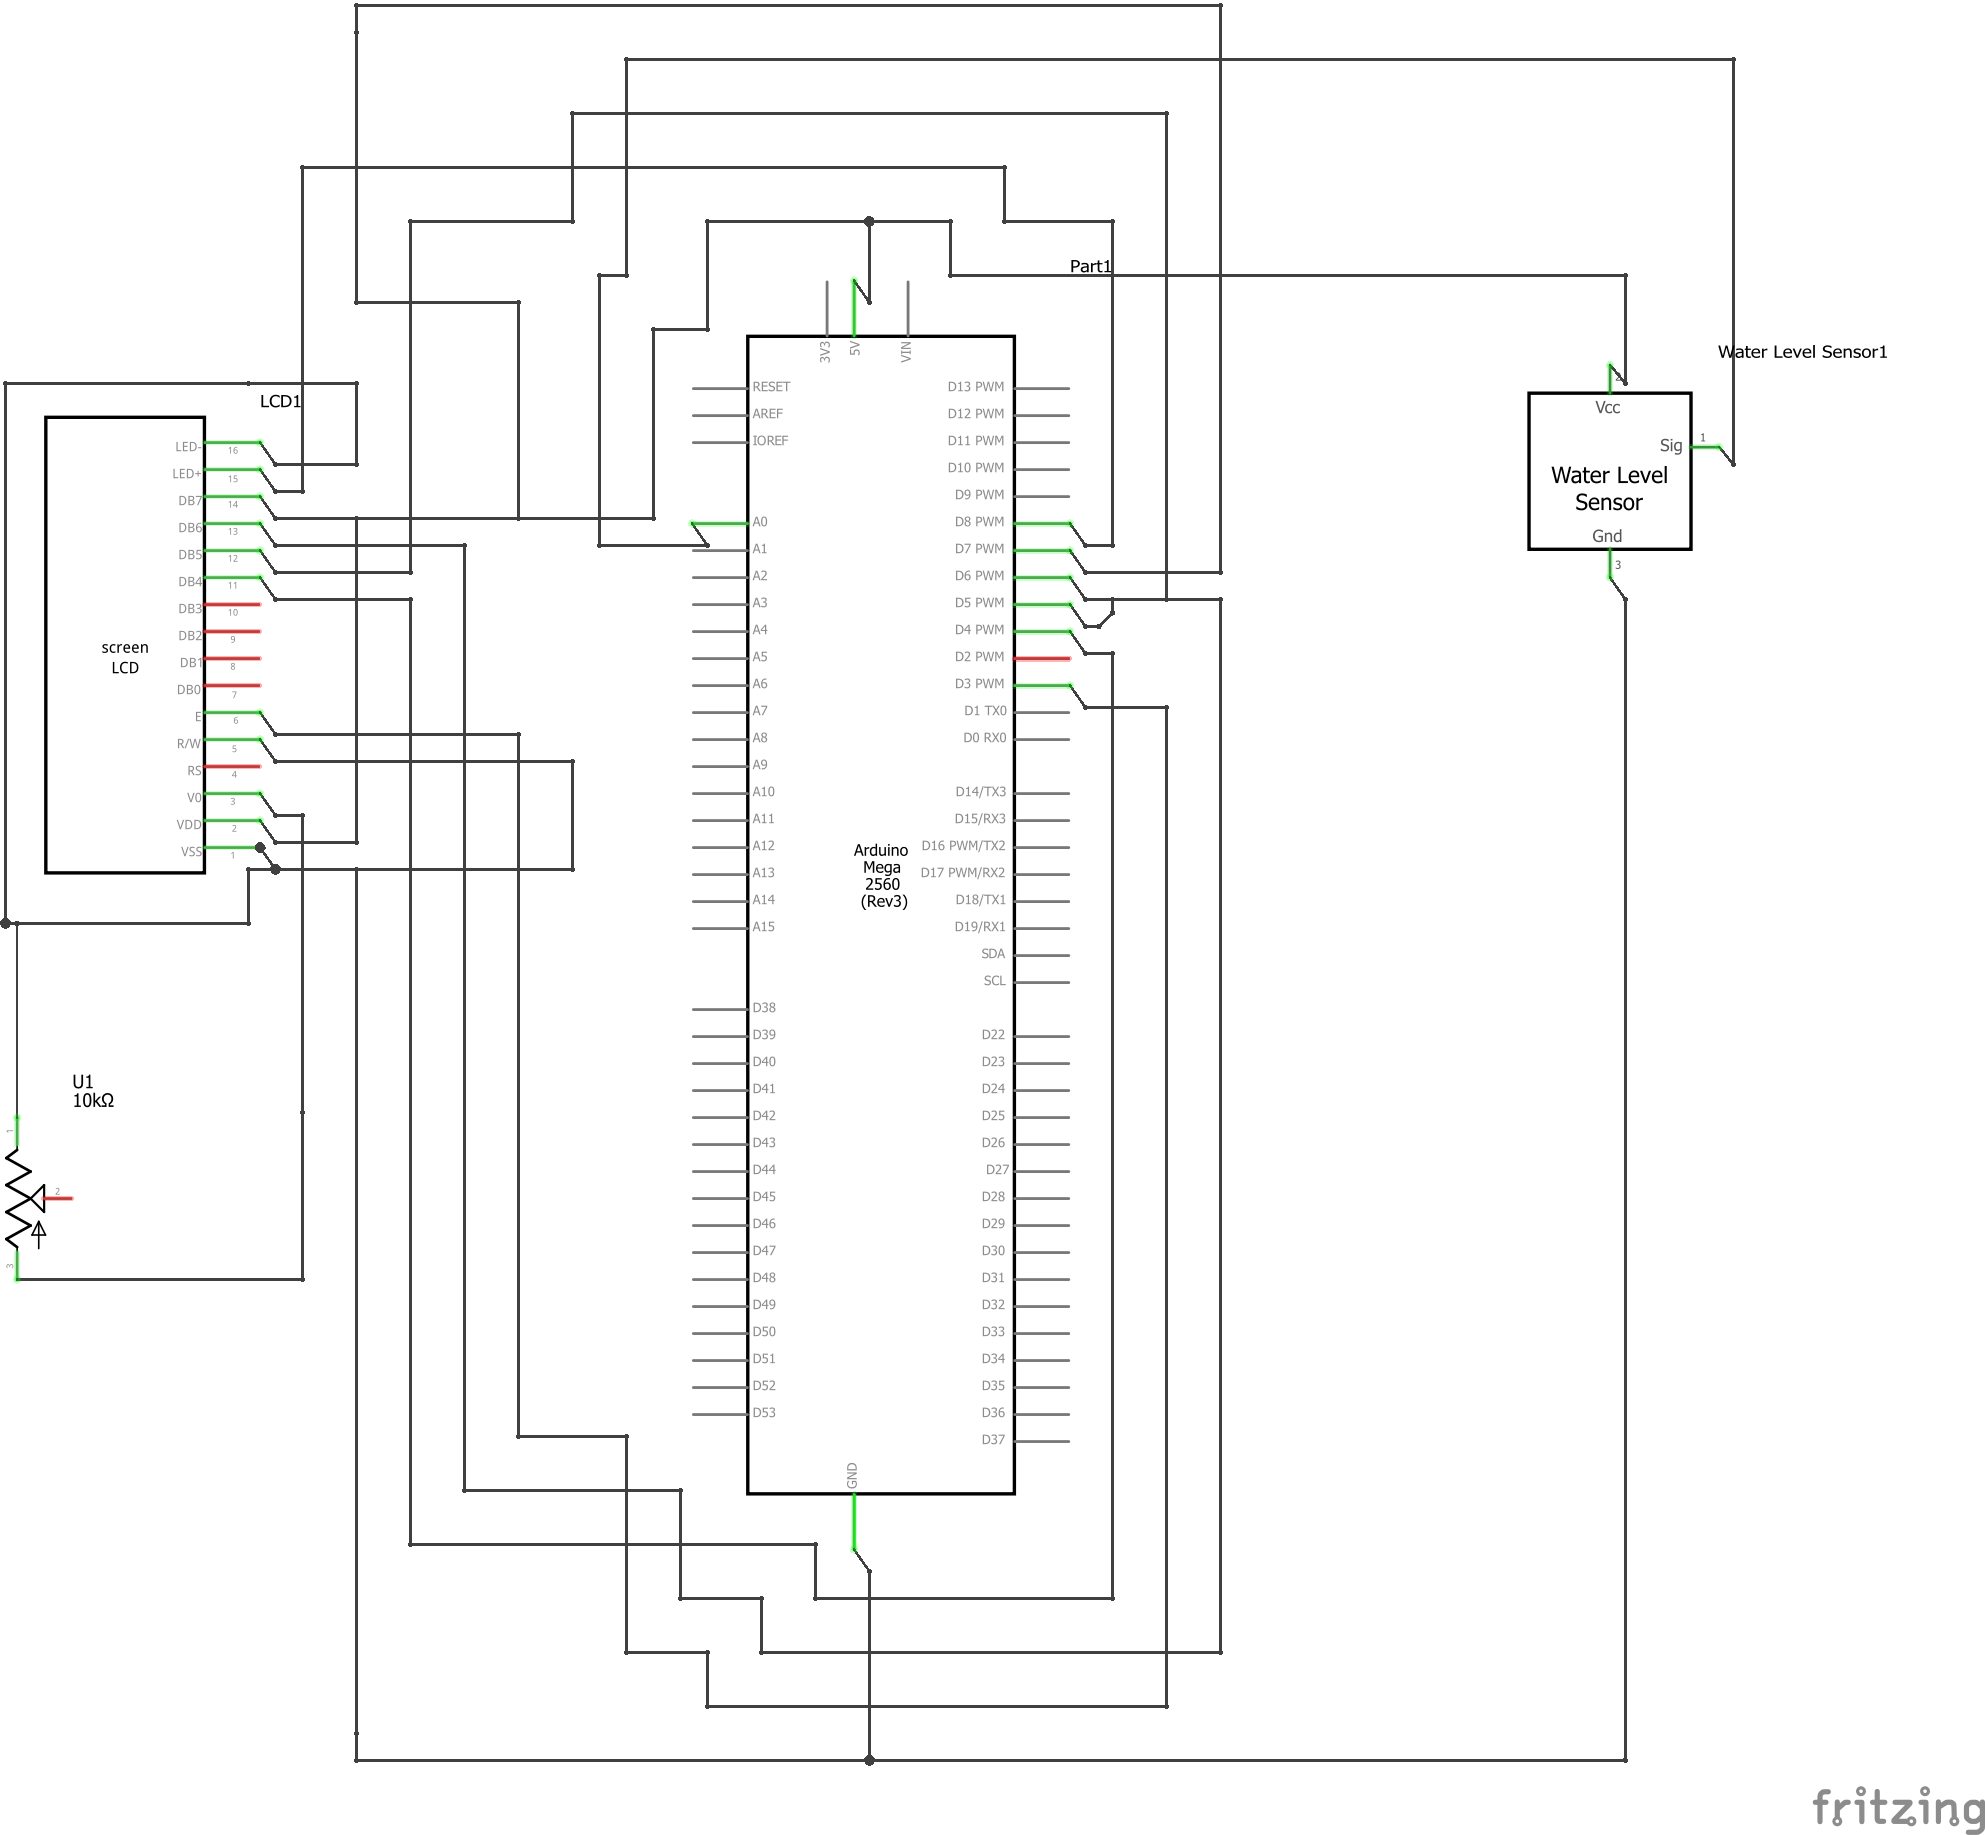 Part1
Water Level Sensor1
LCD1
3V3
5V
VIN
RESET
AREF
IOREF
A0
A1
A2
A3
A4
A5
A6
A7
A8
A9
A10
A11
A12
A13
A14
A15
D38
D39
D40
D41
D42
D43
D44
D45
D46
D47
D48
D49
D50
D51
D52
D53
D13 PWM
D12 PWM
D11 PWM
D10 PWM
D9 PWM
D8 PWM
D7 PWM
D6 PWM
D5 PWM
D4 PWM
D2 PWM
D3 PWM
D1 TX0
D0 RX0
D14/TX3
D15/RX3
D16 PWM/TX2
D17 PWM/RX2
D18/TX1
D19/RX1
SDA
SCL
D22
D23
D24
D25
D26
D27
D28
D29
D30
D31
D32
D33
D34
D35
D36
D37
GND
Arduino
Mega
2560
(Rev3)
Vcc
2
Sig
1
Water Level
Sensor
Gnd
3
LED- 16
LED+ 15
DB7 14
DB6 13
DB5 12
DB4 11
DB3 10
DB2 9
DB1 8
DB0 7
E 6
R/W 5
RS 4
V0 3
VDD 2
VSS 1
screen
LCD
U1
10kΩ
1
2
3
fritzing